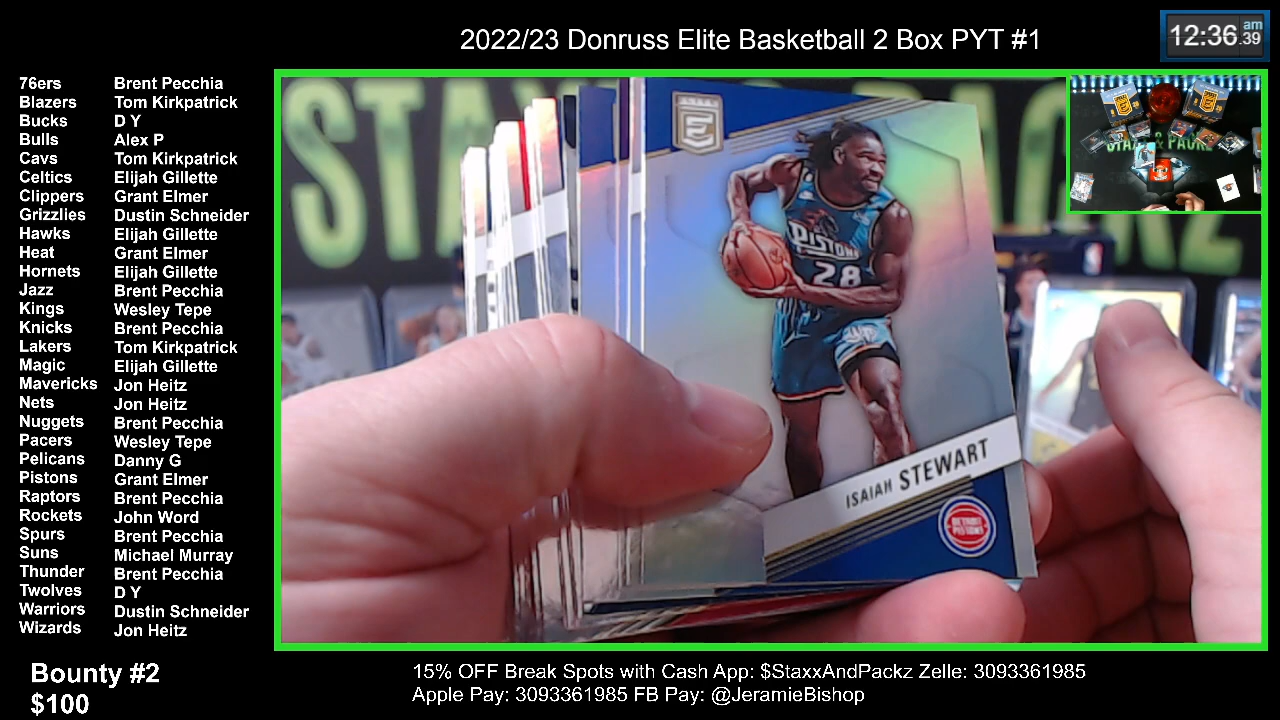 2022/23 Donruss Elite Basketball 2 Box PYT #1
12:36.39 am
76ers Brent Pecchia
Blazers Tom Kirkpatrick
Bucks D Y
Bulls Alex P
Cavs Tom Kirkpatrick
Celtics Elijah Gillette
Clippers Grant Elmer
Grizzlies Dustin Schneider
Hawks Elijah Gillette
Heat Grant Elmer
Hornets Elijah Gillette
Jazz Brent Pecchia
Kings Wesley Tepe
Knicks Brent Pecchia
Lakers Tom Kirkpatrick
Magic Elijah Gillette
Mavericks Jon Heitz
Nets Jon Heitz
Nuggets Brent Pecchia
Pacers Wesley Tepe
Pelicans Danny G
Pistons Grant Elmer
Raptors Brent Pecchia
Rockets John Word
Spurs Brent Pecchia
Suns Michael Murray
Thunder Brent Pecchia
Twolves D Y
Warriors Dustin Schneider
Wizards Jon Heitz
ELITE
E
PISTONS
28
ISAIAH STEWART
DETROIT
PISTONS
Bounty #2
$100
15% OFF Break Spots with Cash App: $StaxxAndPackz Zelle: 3093361985
Apple Pay: 3093361985 FB Pay: @JeramieBishop